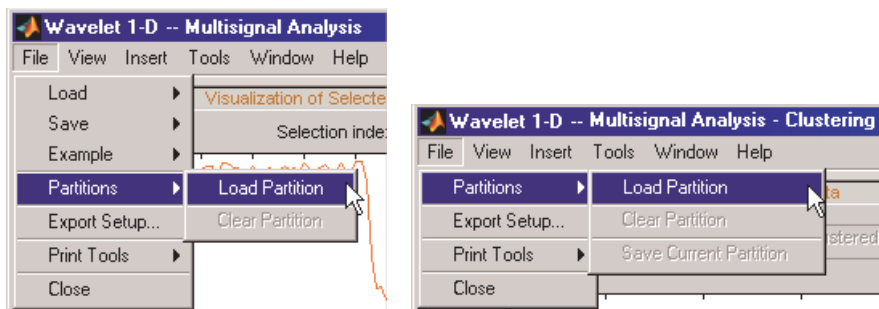 Wavelet 1-D -- Multisignal Analysis
File View Insert Tools Window Help
Load
Save
Example
Partitions
Export Setup...
Print Tools
Close
Load Partition
Clear Partition
Visualization of
Selection
Wavelet 1-D -- Multisignal Analysis - Clustering
File View Insert Tools Window Help
Partitions
Export Setup...
Print Tools
Close
Load Partition
Clear Partition
Save Current Partition